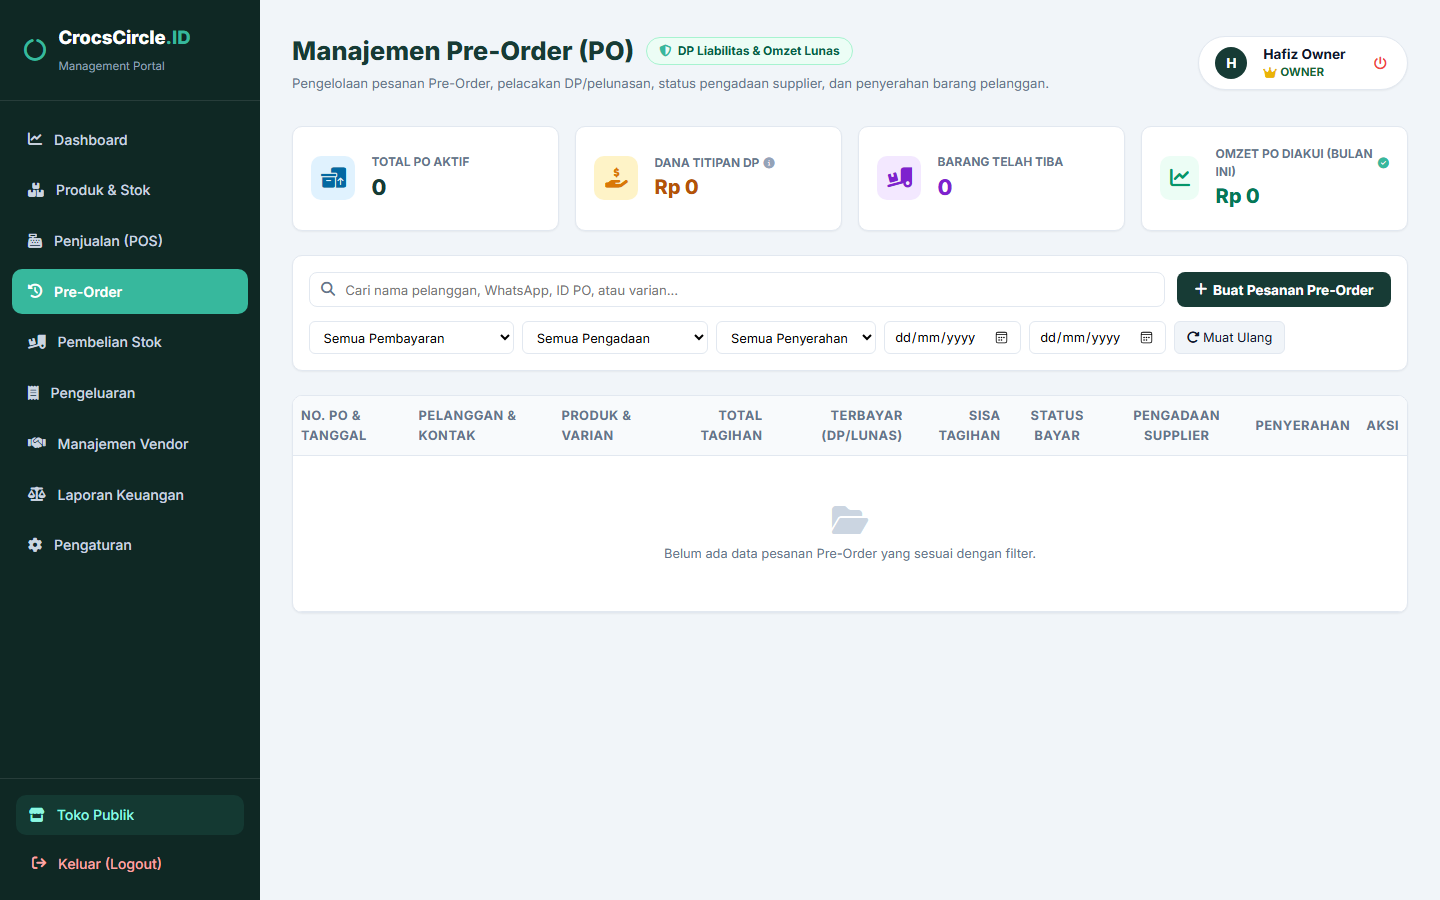 CrocsCircle.ID
Management Portal
Dashboard
Produk & Stok
Penjualan (POS)
Pre-Order
Pembelian Stok
Pengeluaran
Manajemen Vendor
Laporan Keuangan
Pengaturan
Toko Publik
Keluar (Logout)
Manajemen Pre-Order (PO)
DP Liabilitas & Omzet Lunas
Pengelolaan pesanan Pre-Order, pelacakan DP/pelunasan, status pengadaan supplier, dan penyerahan barang pelanggan.
H
Hafiz Owner
OWNER
TOTAL PO AKTIF
0
DANA TITIPAN DP
Rp 0
BARANG TELAH TIBA
0
OMZET PO DIAKUI (BULAN
INI)
Rp 0
Cari nama pelanggan, WhatsApp, ID PO, atau varian...
+ Buat Pesanan Pre-Order
Semua Pembayaran
Semua Pengadaan
Semua Penyerahan
dd/mm/yyyy
dd/mm/yyyy
Muat Ulang
NO. PO &
TANGGAL
PELANGGAN &
KONTAK
PRODUK &
VARIAN
TOTAL
TAGIHAN
TERBAYAR
(DP/LUNAS)
SISA
TAGIHAN
STATUS
BAYAR
PENGADAAN
SUPPLIER
PENYERAHAN
AKSI
Belum ada data pesanan Pre-Order yang sesuai dengan filter.